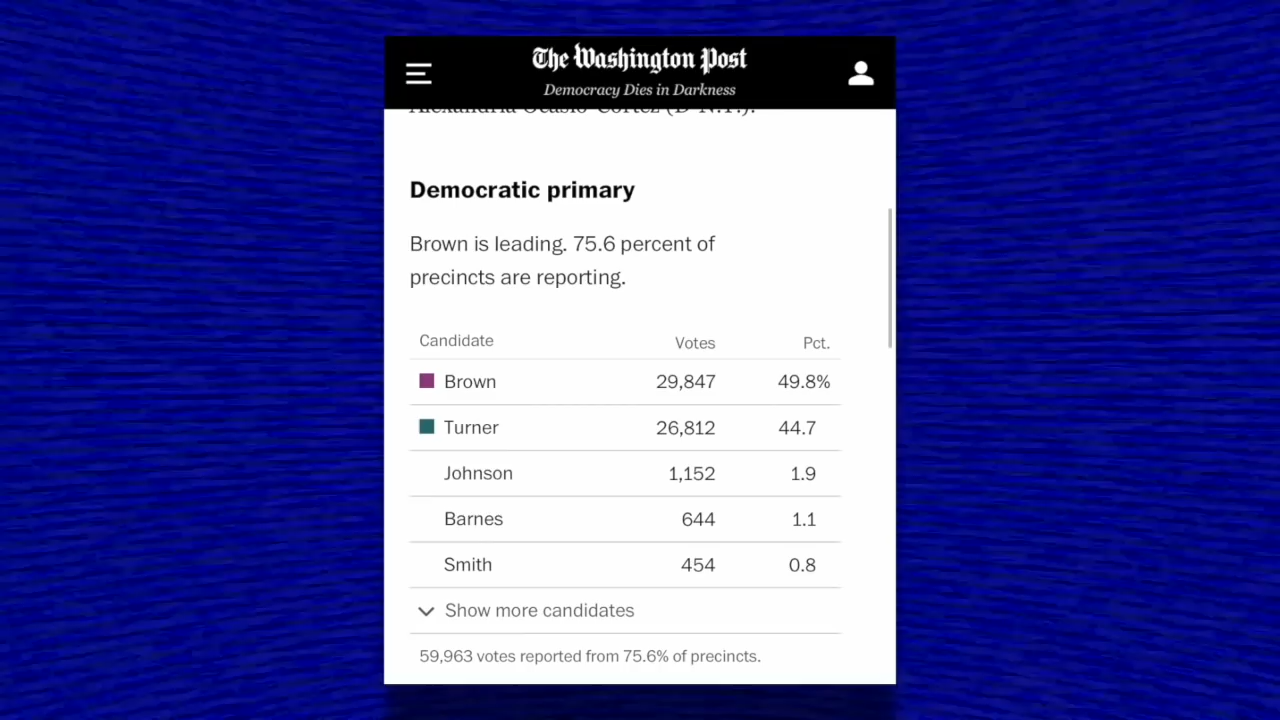 The Washington Post
Democracy Dies in Darkness
Alexandria Ocasio-Cortez (D-N.Y.).
Democratic primary
Brown is leading. 75.6 percent of
precincts are reporting.
Candidate Votes Pct.
Brown 29,847 49.8%
Turner 26,812 44.7
Johnson 1,152 1.9
Barnes 644 1.1
Smith 454 0.8
Show more candidates
59,963 votes reported from 75.6% of precincts.